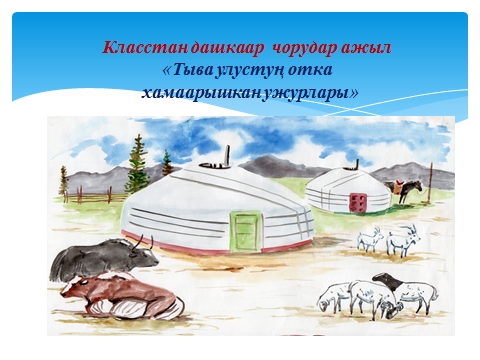 Класстан дашкаар чорудар ажыл
«Тыва улустуң отка
хамаарышкан ужурлары»